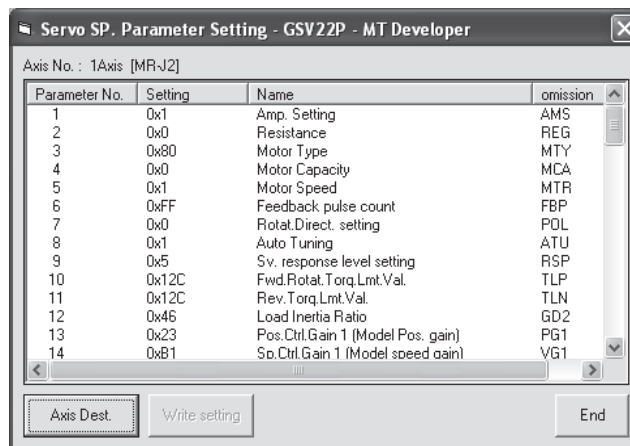 Servo SP. Parameter Setting - GSV22P - MT Developer
Axis No. : 1Axis [MR-J2]
Parameter No. Setting Name omission
1 0x1 Amp. Setting AMS
2 0x0 Resistance REG
3 0x80 Motor Type MTY
4 0x0 Motor Capacity MCA
5 0x1 Motor Speed MTR
6 0xFF Feedback pulse count FBP
7 0x0 Rotat.Direct. setting POL
8 0x1 Auto Tuning ATU
9 0x5 Sv. response level setting RSP
10 0x12C Fwd.Rotat.Torq.Lmt.Val. TLP
11 0x12C Rev.Torq.Lmt.Val. TLN
12 0x46 Load Inertia Ratio GD2
13 0x23 Pos.Ctrl.Gain 1 (Model Pos. gain) PG1
14 0xB1 Sp.Ctrl.Gain 1 (Model speed gain) VG1
Axis Dest. Write setting End